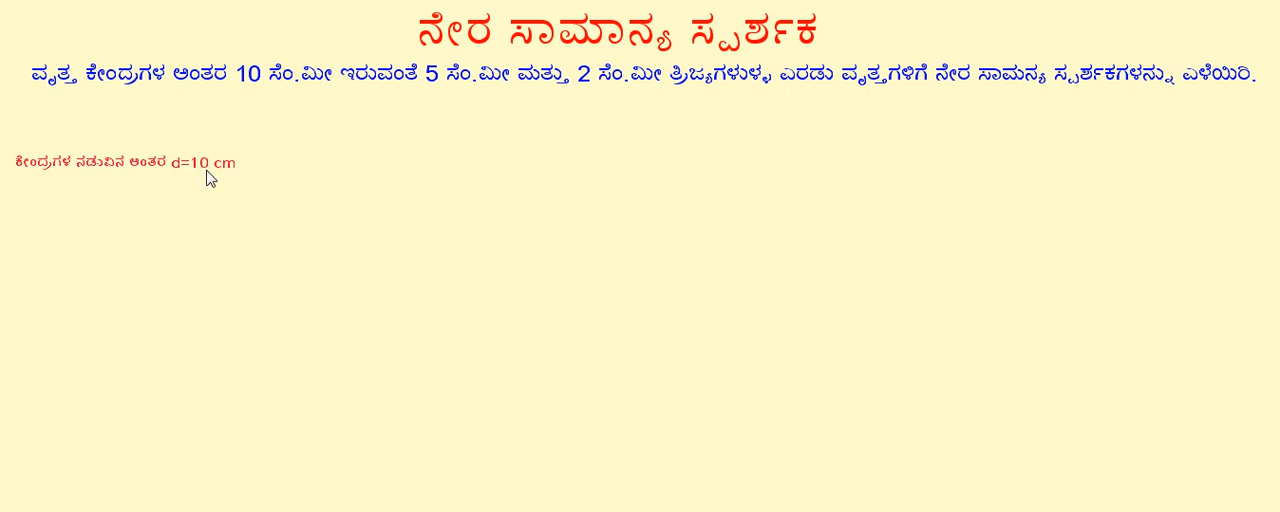 ನೇರ ಸಾಮಾನ್ಯ ಸ್ಪರ್ಶಕ
ವೃತ್ತ ಕೇಂದ್ರಗಳ ಅಂತರ 10 ಸೆಂ.ಮೀ ಇರುವಂತೆ 5 ಸೆಂ.ಮೀ ಮತ್ತು 2 ಸೆಂ.ಮೀ ತ್ರಿಜ್ಯಗಳುಳ್ಳ ಎರಡು ವೃತ್ತಗಳಿಗೆ ನೇರ ಸಾಮನ್ಯ ಸ್ಪರ್ಶಕಗಳನ್ನು ಎಳೆಯಿರಿ.
ಕೇಂದ್ರಗಳ ನಡುವಿನ ಅಂತರ d=10 cm